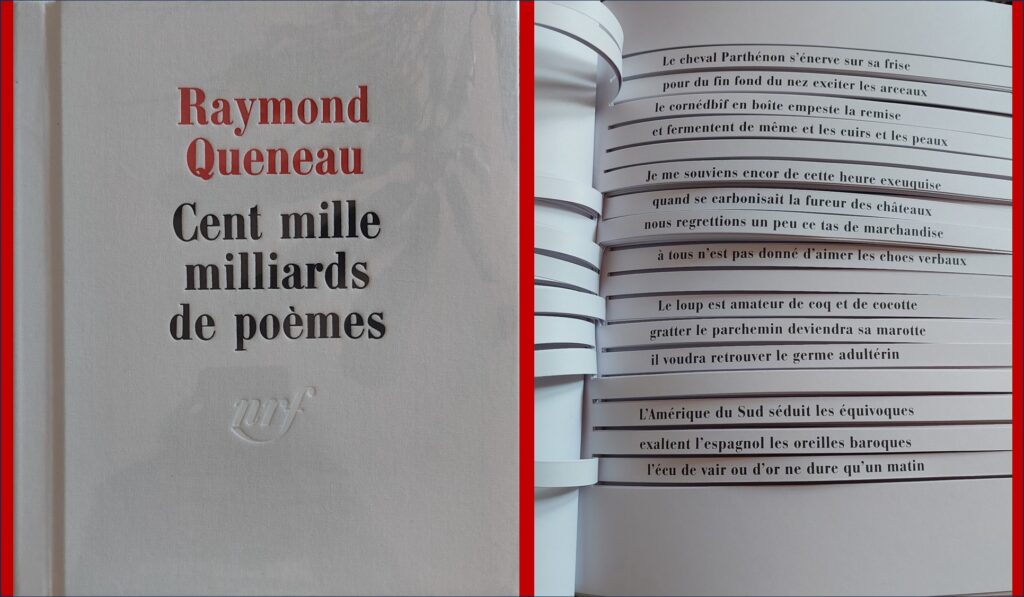 Raymond
Queneau
Cent mille
milliards
de poèmes
nrf
Le cheval Parthénon s'énerve sur sa frise
pour du fin fond du nez exciter les arceaux
le cornédbîf en boîte empeste la remise
et fermentent de même et les cuirs et les peaux
Je me souviens encor de cette heure exeuquise
quand se carbonisait la fureur des châteaux
nous regrettions un peu ce tas de marchandise
à tous n'est pas donné d'aimer les chocs verbaux
Le loup est amateur de coq et de cocotte
gratter le parchemin deviendra sa marotte
il voudra retrouver le germe adultérin
L'Amérique du Sud séduit les équivoques
exaltent l'espagnol les oreilles baroques
l'écu de vair ou d'or ne dure qu'un matin